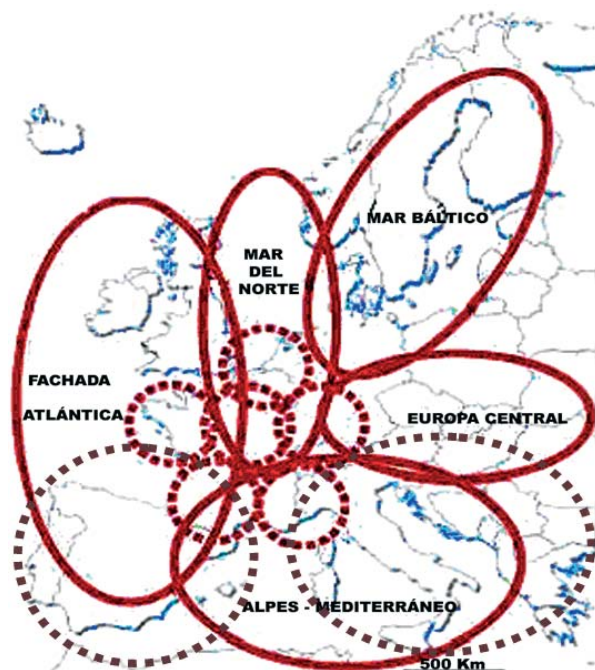 MAR BÁLTICO
MAR
DEL
NORTE
FACHADA
ATLÁNTICA
EUROPA CENTRAL
ALPES - MEDITERRÁNEO
500 Km